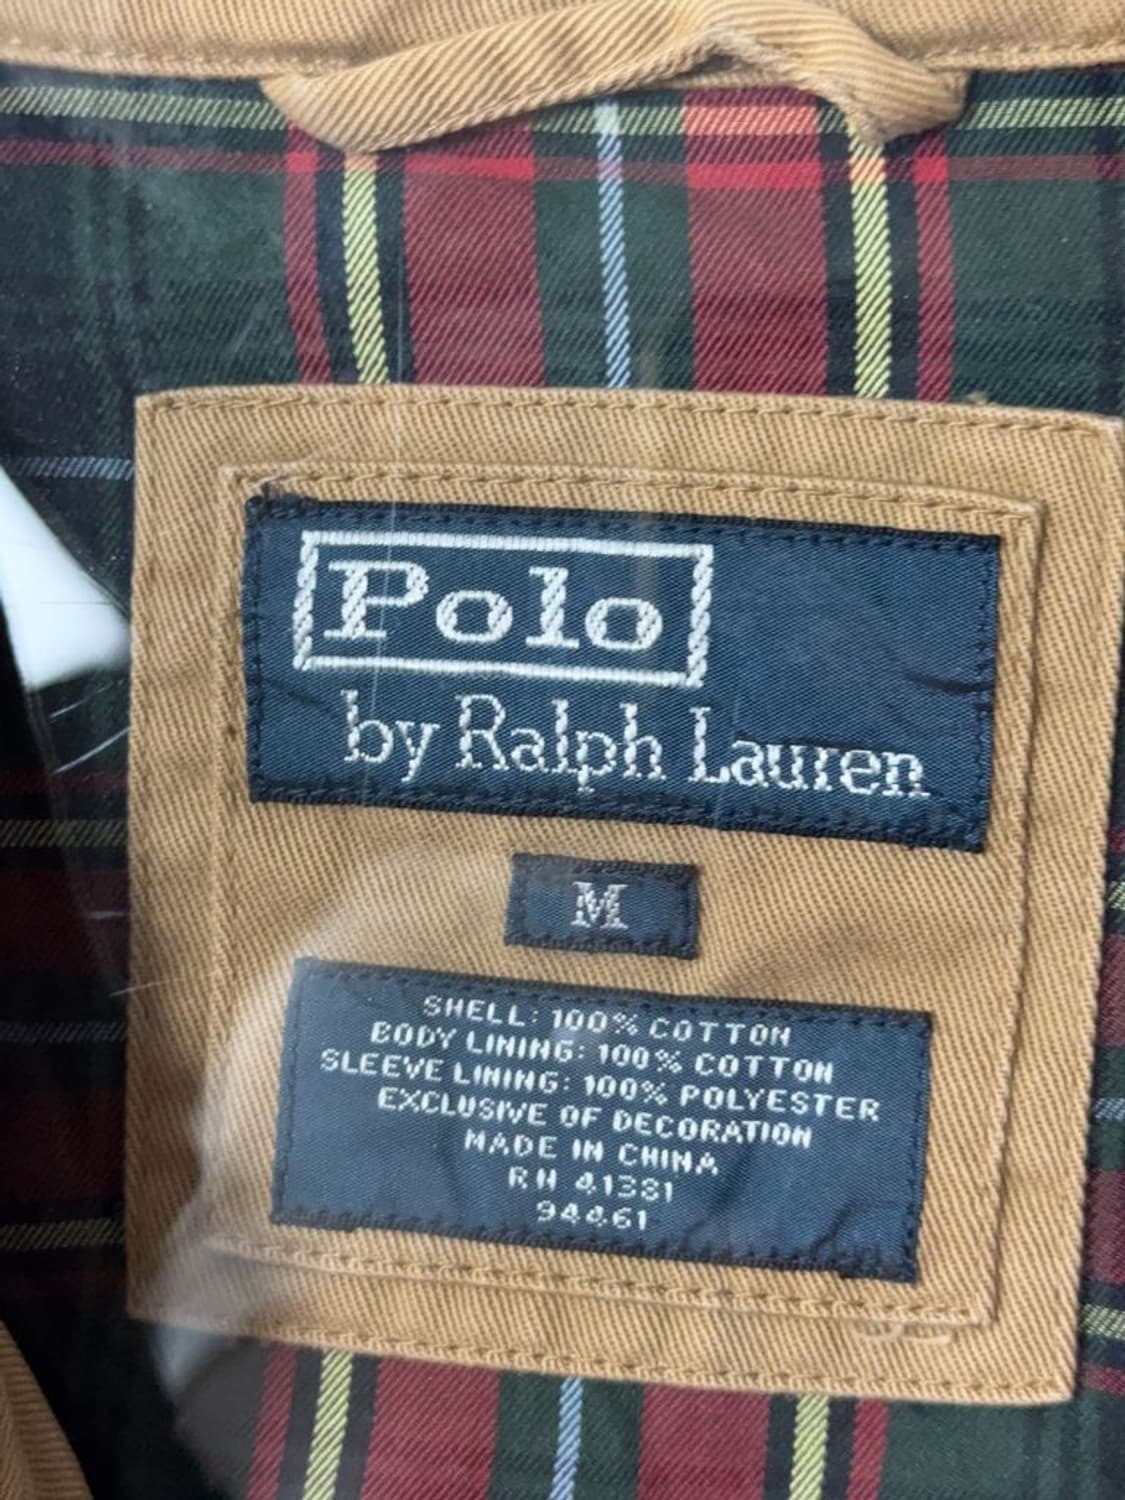 Polo
by Ralph Lauren
M
SHELL: 100% COTTON
BODY LINING: 100% COTTON
SLEEVE LINING: 100% POLYESTER
EXCLUSIVE OF DECORATION
MADE IN CHINA
RN 41381
94461